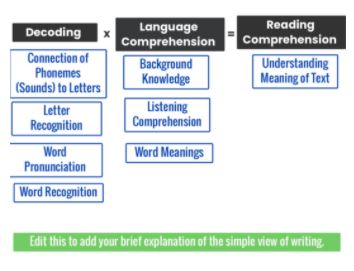 Decoding x Language Comprehension = Reading Comprehension
Connection of
Phonemes
(Sounds) to Letters
Letter
Recognition
Word
Pronunciation
Word Recognition
Background
Knowledge
Listening
Comprehension
Word Meanings
Understanding
Meaning of Text
Edit this to add your brief explanation of the simple view of writing.